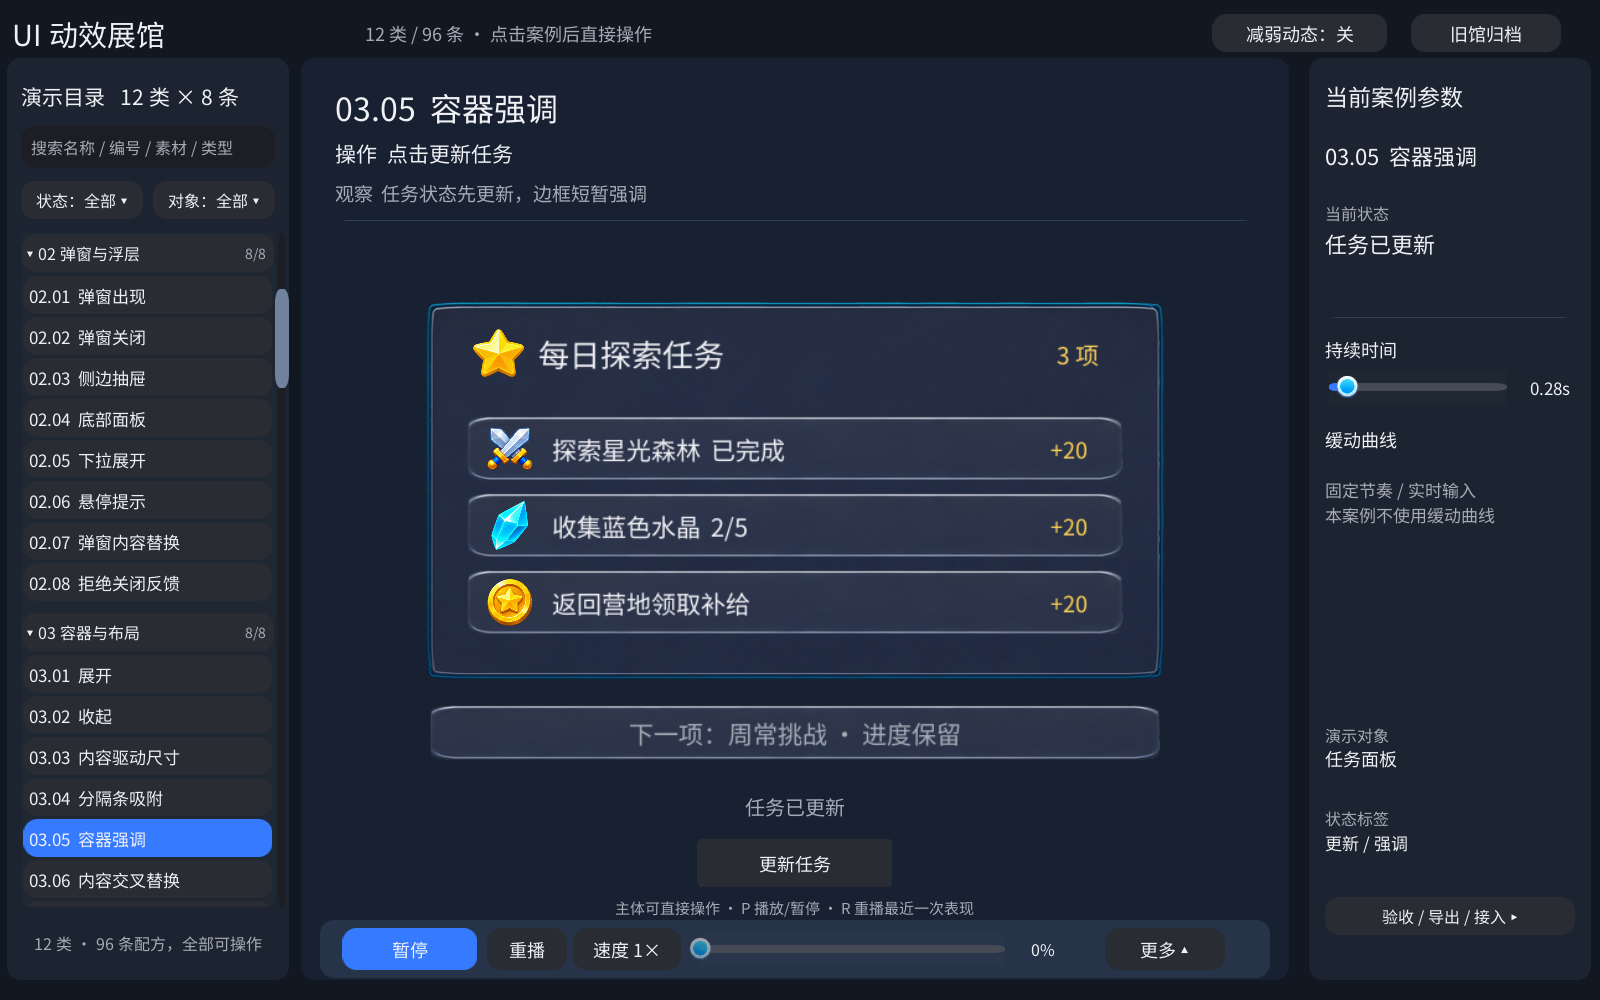 UI 动效展馆
12 类 / 96 条 • 点击案例后直接操作
减弱动态：关
旧馆归档
演示目录 12 类 × 8 条
搜索名称 / 编号 / 素材 / 类型
状态：全部 ▾
对象：全部 ▾
▾ 02 弹窗与浮层 8/8
02.01 弹窗出现
02.02 弹窗关闭
02.03 侧边抽屉
02.04 底部面板
02.05 下拉展开
02.06 悬停提示
02.07 弹窗内容替换
02.08 拒绝关闭反馈
▾ 03 容器与布局 8/8
03.01 展开
03.02 收起
03.03 内容驱动尺寸
03.04 分隔条吸附
03.05 容器强调
03.06 内容交叉替换
12 类 • 96 条配方，全部可操作
03.05 容器强调
操作 点击更新任务
观察 任务状态先更新，边框短暂强调
每日探索任务 3 项
探索星光森林 已完成 +20
收集蓝色水晶 2/5 +20
返回营地领取补给 +20
下一项：周常挑战 • 进度保留
任务已更新
更新任务
主体可直接操作 • P 播放/暂停 • R 重播最近一次表现
暂停
重播
速度 1×
0%
更多 ▴
当前案例参数
03.05 容器强调
当前状态
任务已更新
持续时间
0.28s
缓动曲线
固定节奏 / 实时输入
本案例不使用缓动曲线
演示对象
任务面板
状态标签
更新 / 强调
验收 / 导出 / 接入 ▸